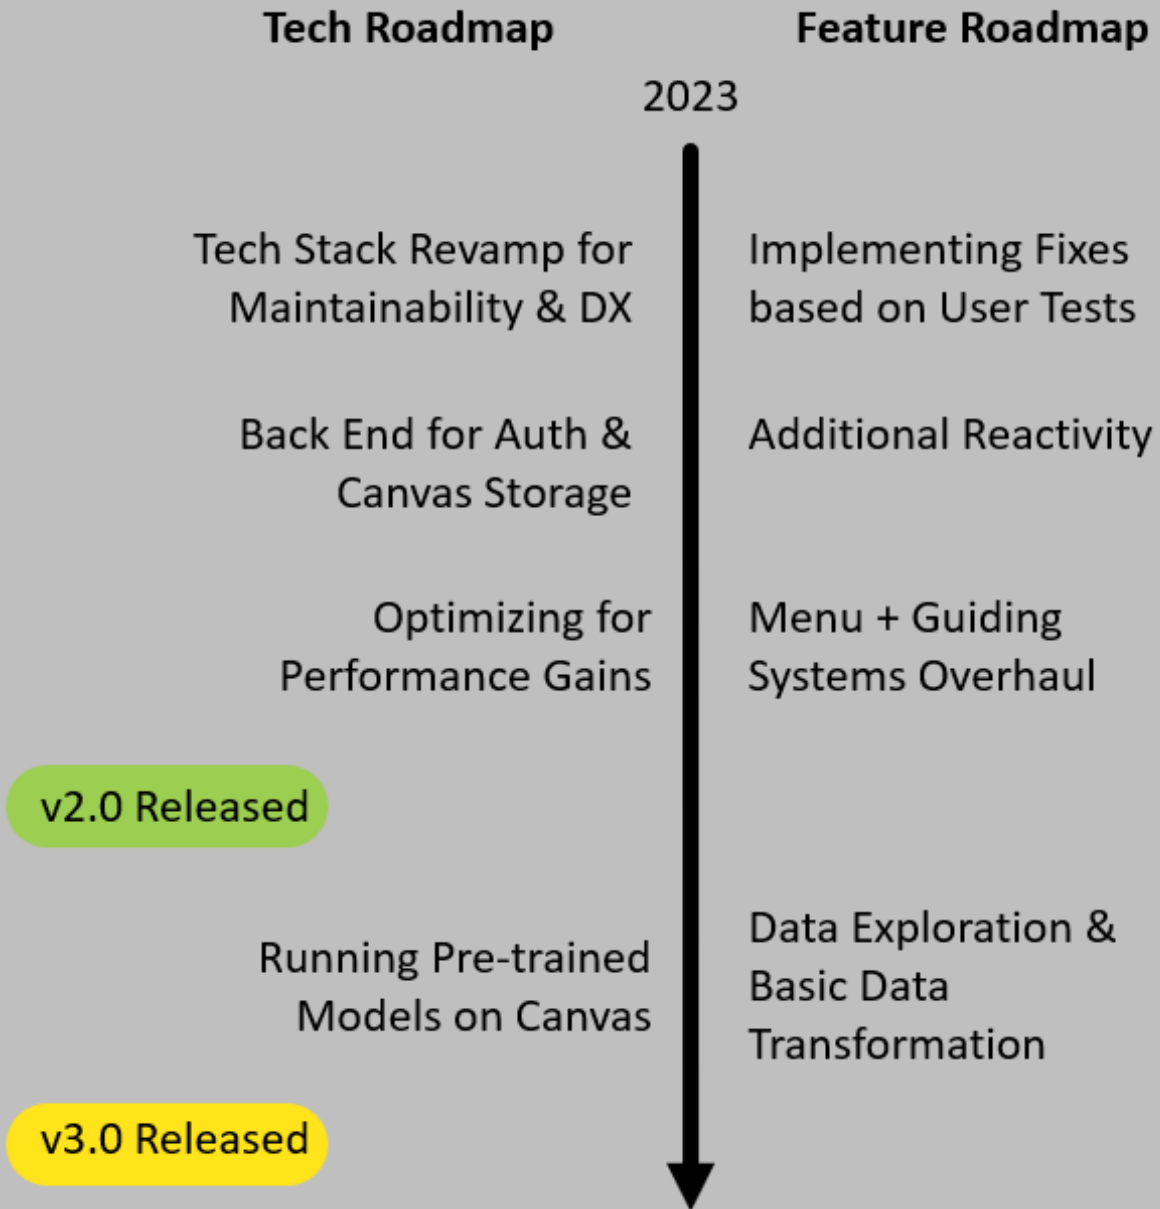 Tech Roadmap
Feature Roadmap
2023
Tech Stack Revamp for
Maintainability & DX
Implementing Fixes
based on User Tests
Back End for Auth &
Canvas Storage
Additional Reactivity
Optimizing for
Performance Gains
Menu + Guiding
Systems Overhaul
v2.0 Released
Running Pre-trained
Models on Canvas
Data Exploration &
Basic Data
Transformation
v3.0 Released